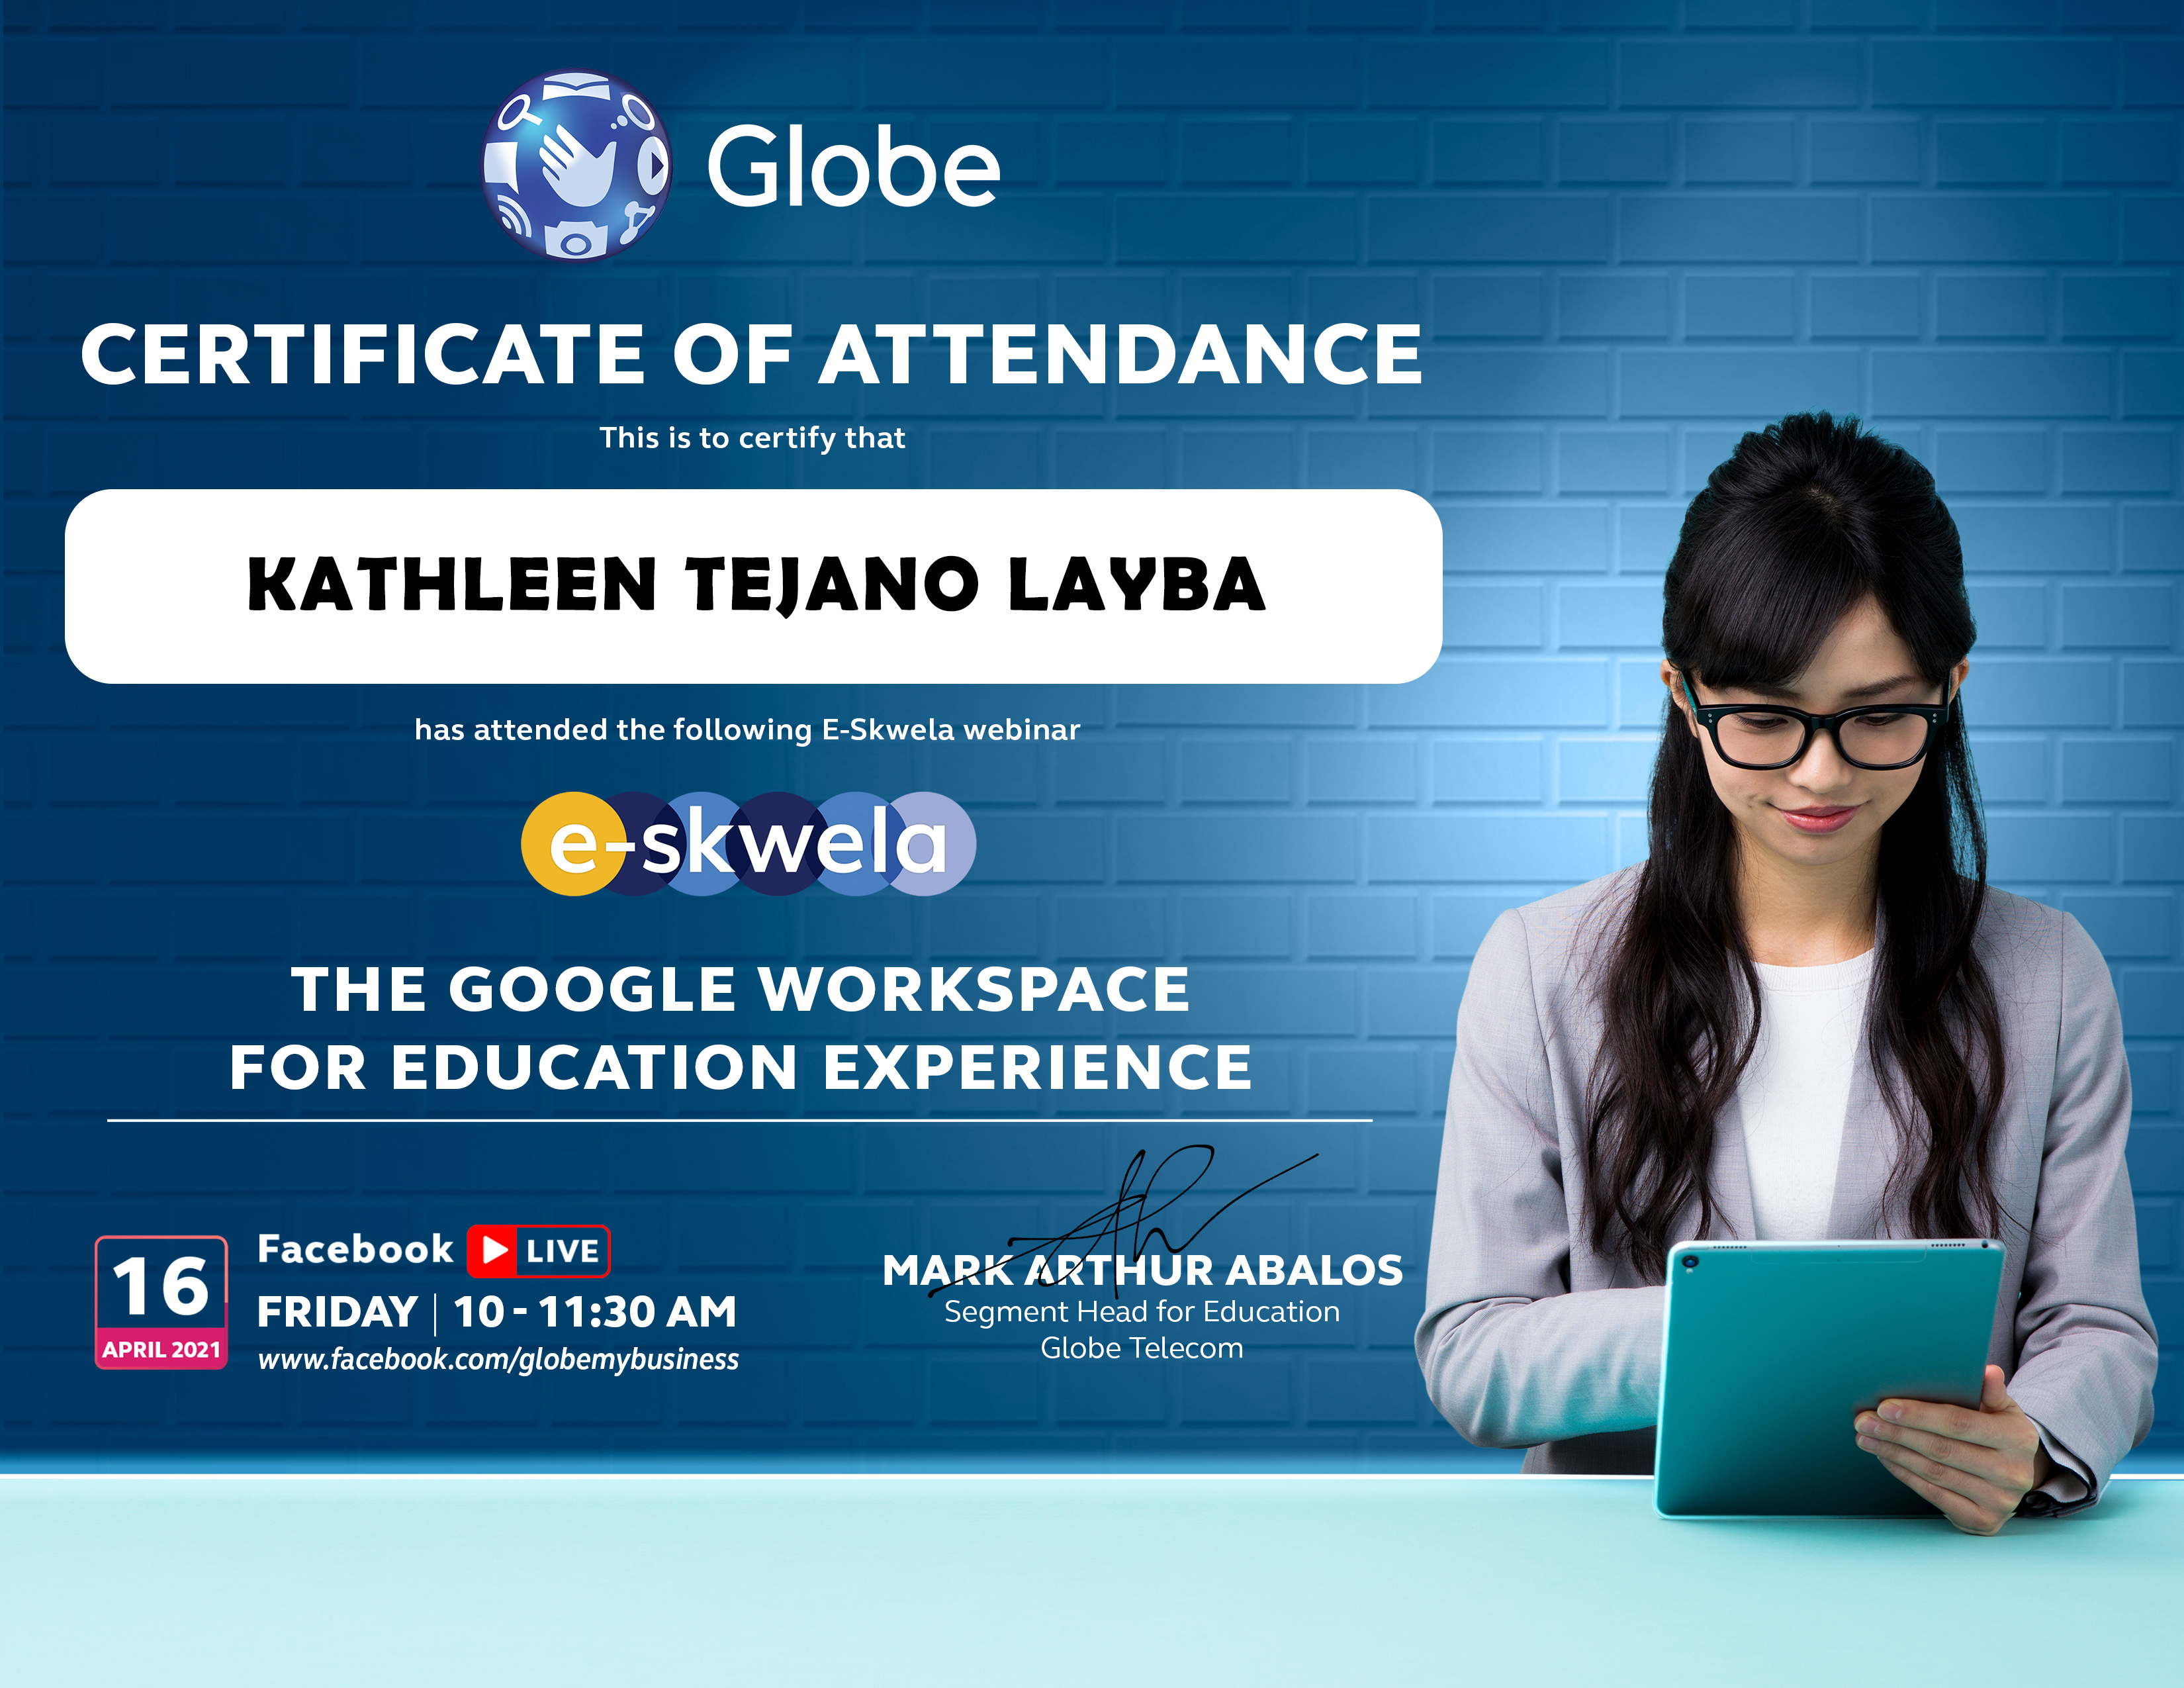 Globe
CERTIFICATE OF ATTENDANCE
This is to certify that
KATHLEEN TEJANO LAYBA
has attended the following E-Skwela webinar
e-skwela
THE GOOGLE WORKSPACE
FOR EDUCATION EXPERIENCE
16
APRIL 2021
Facebook LIVE
FRIDAY | 10 - 11:30 AM
www.facebook.com/globemybusiness
MARK ARTHUR ABALOS
Segment Head for Education
Globe Telecom